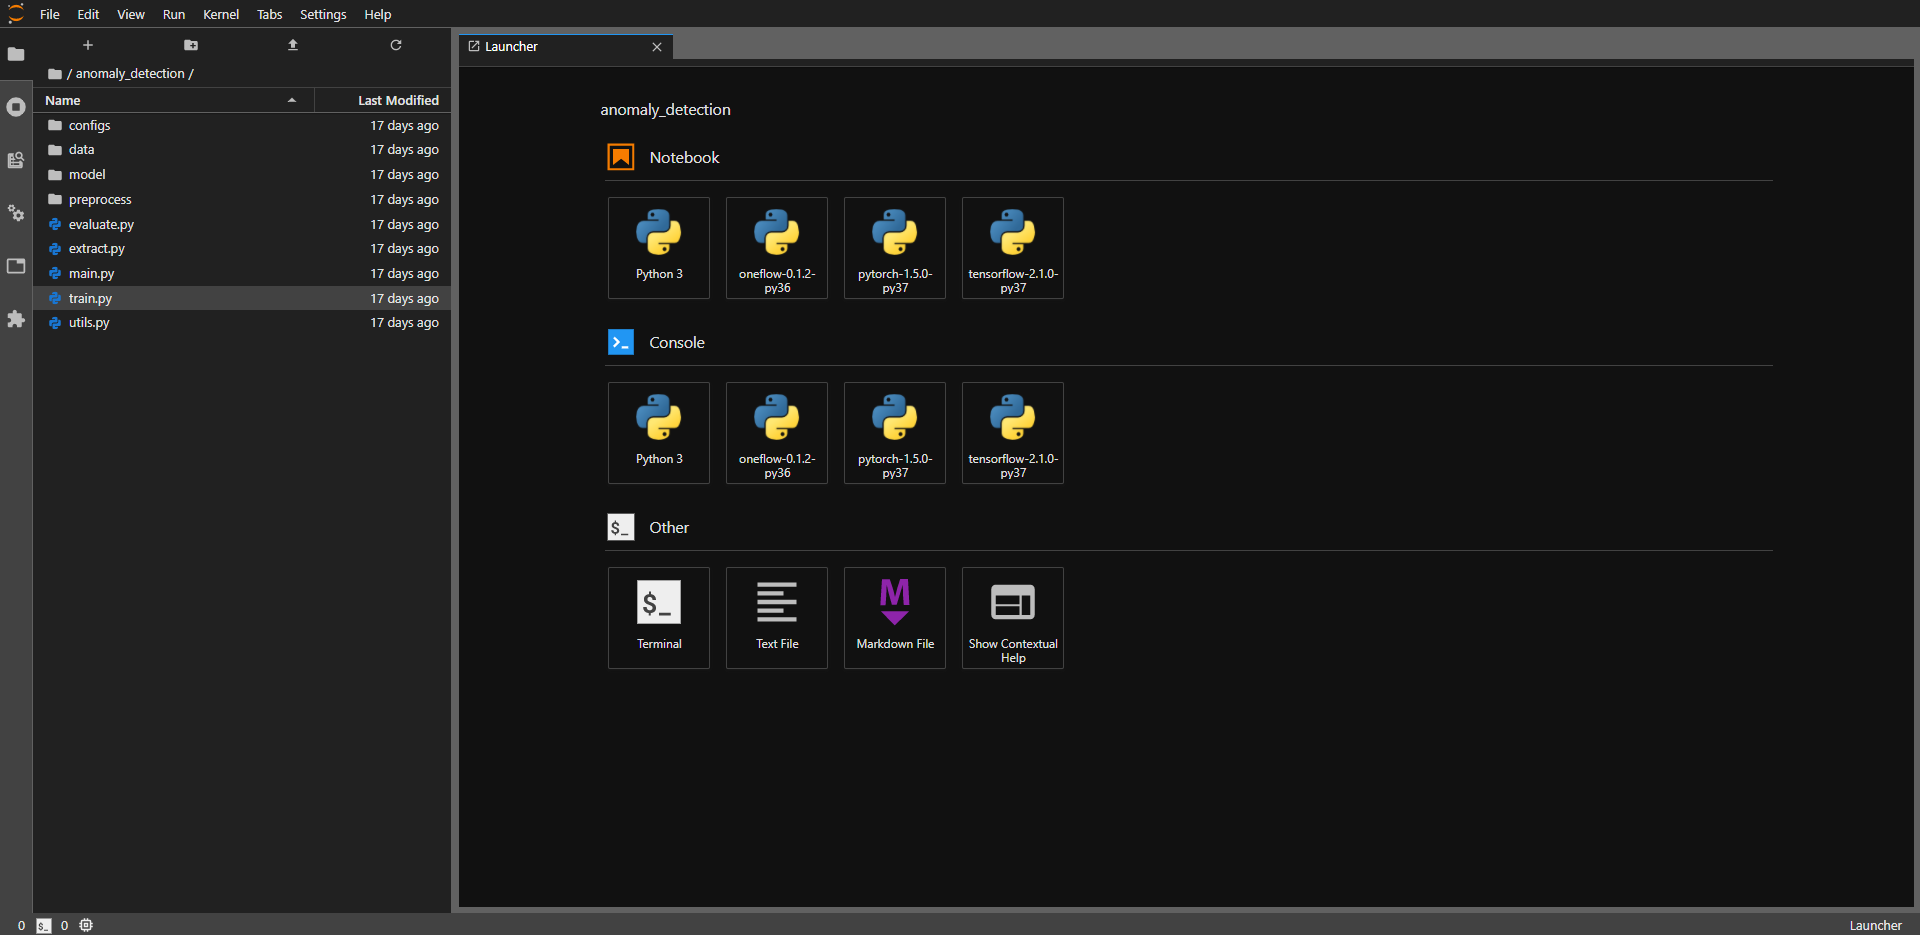 File Edit View Run Kernel Tabs Settings Help
/ anomaly_detection /
Name Last Modified
configs 17 days ago
data 17 days ago
model 17 days ago
preprocess 17 days ago
evaluate.py 17 days ago
extract.py 17 days ago
main.py 17 days ago
train.py 17 days ago
utils.py 17 days ago
Launcher
anomaly_detection
Notebook
Python 3
oneflow-0.1.2-
py36
pytorch-1.5.0-
py37
tensorflow-2.1.0-
py37
Console
Python 3
oneflow-0.1.2-
py36
pytorch-1.5.0-
py37
tensorflow-2.1.0-
py37
$_ Other
$_
Terminal
Text File
M
Markdown File
Show Contextual
Help
0 $_ 0
Launcher